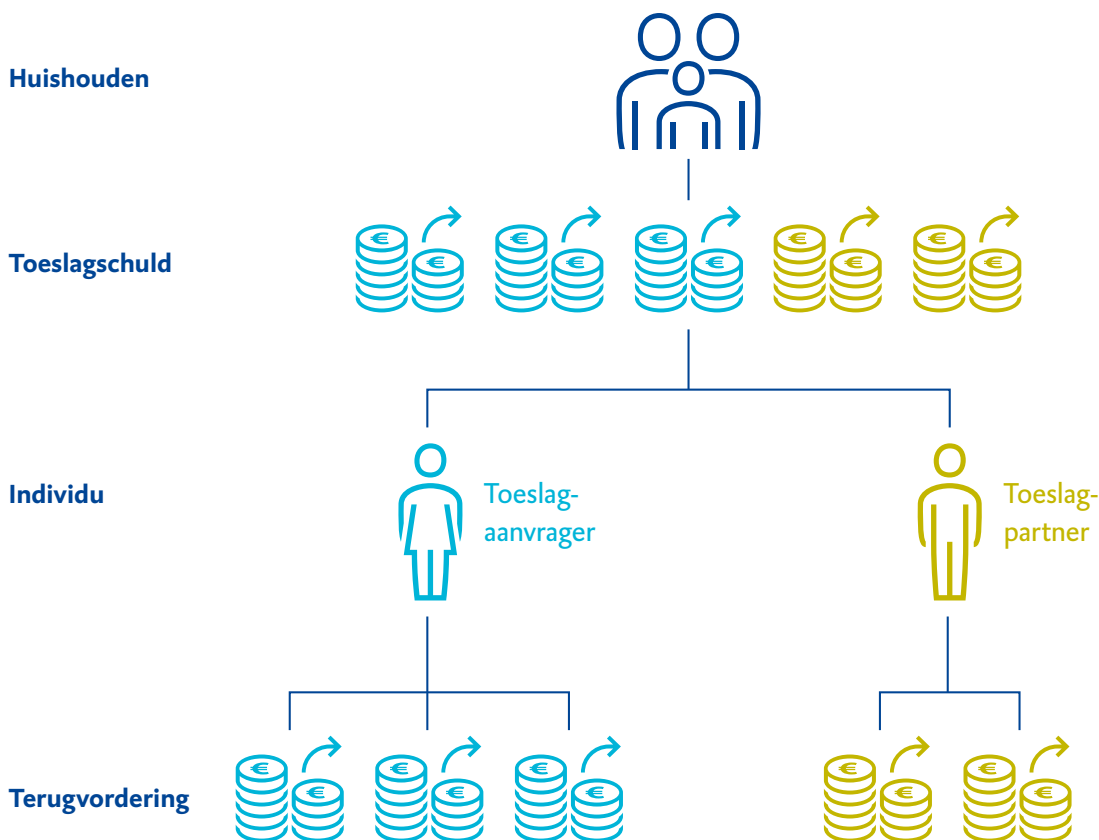 Huishouden
Toeslagschuld
€ € € € € € € € € €
Individu
Toeslag-
aanvrager
Toeslag-
partner
Terugvordering
€ € € € € € € € € €